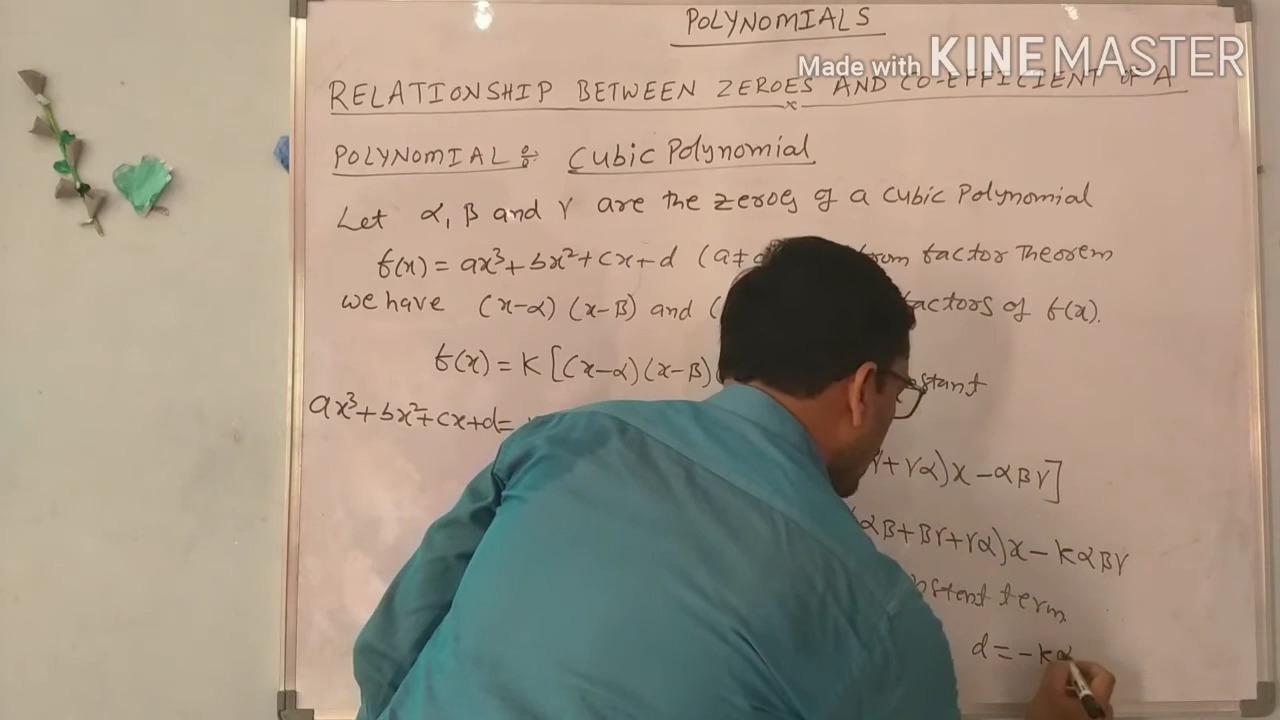 POLYNOMIALS
Made with KINEMASTER
RELATIONSHIP BETWEEN ZEROES AND CO-EFFICIENT OF A
POLYNOMIAL : Cubic Polynomial
Let α, β and γ are the zeroes of a cubic Polynomial
f(x) = ax³ + bx² + cx + d (a≠ from factor Theorem
we have (x-α) (x-β) and ( factors of f(x).
f(x) = K [(x-α) (x-β)
ax³ + bx² + cx + d =
+ γα)x - αβγ]
αβ + βγ + γα)x - kαβγ
term
d = -kα